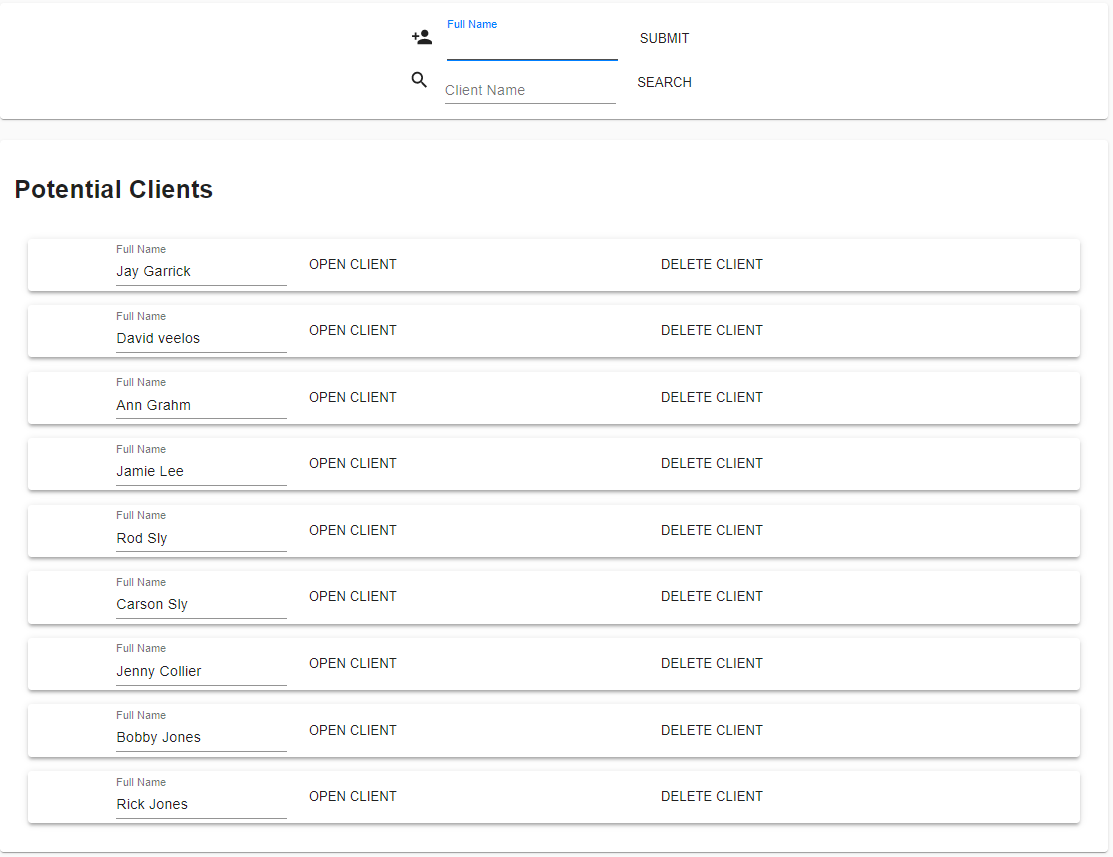 Full Name
SUBMIT
Client Name
SEARCH
Potential Clients
Full Name
Jay Garrick
OPEN CLIENT
DELETE CLIENT
Full Name
David veelos
OPEN CLIENT
DELETE CLIENT
Full Name
Ann Grahm
OPEN CLIENT
DELETE CLIENT
Full Name
Jamie Lee
OPEN CLIENT
DELETE CLIENT
Full Name
Rod Sly
OPEN CLIENT
DELETE CLIENT
Full Name
Carson Sly
OPEN CLIENT
DELETE CLIENT
Full Name
Jenny Collier
OPEN CLIENT
DELETE CLIENT
Full Name
Bobby Jones
OPEN CLIENT
DELETE CLIENT
Full Name
Rick Jones
OPEN CLIENT
DELETE CLIENT